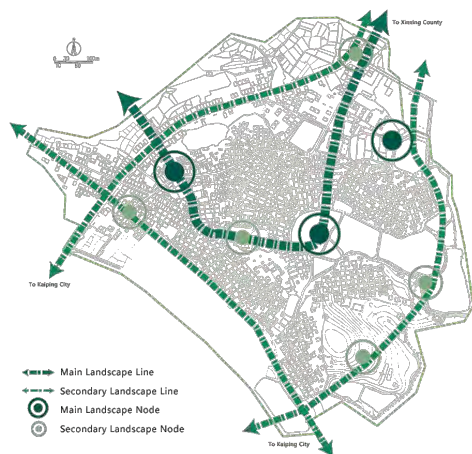 To Xinxing County
To Kaiping City
Main Landscape Line
Secondary Landscape Line
Main Landscape Node
Secondary Landscape Node
To Kaiping City